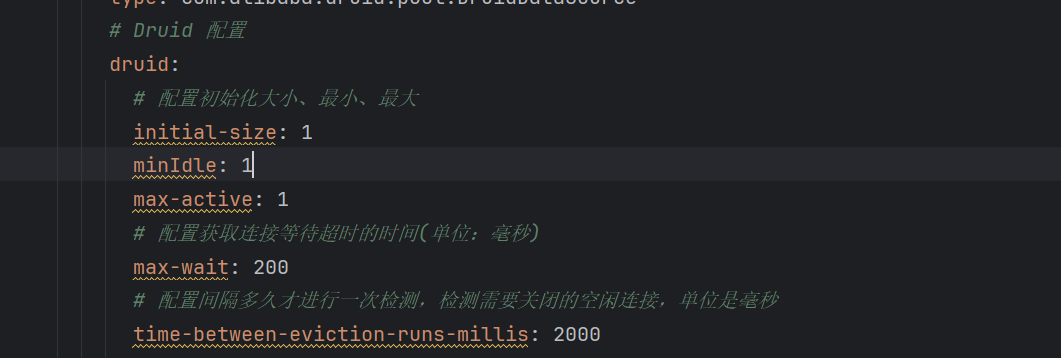 type: com.alibaba.druid.pool.DruidDataSource
# Druid 配置
druid:
# 配置初始化大小、最小、最大
initial-size: 1
minIdle: 1
max-active: 1
# 配置获取连接等待超时的时间(单位：毫秒)
max-wait: 200
# 配置间隔多久才进行一次检测，检测需要关闭的空闲连接，单位是毫秒
time-between-eviction-runs-millis: 2000